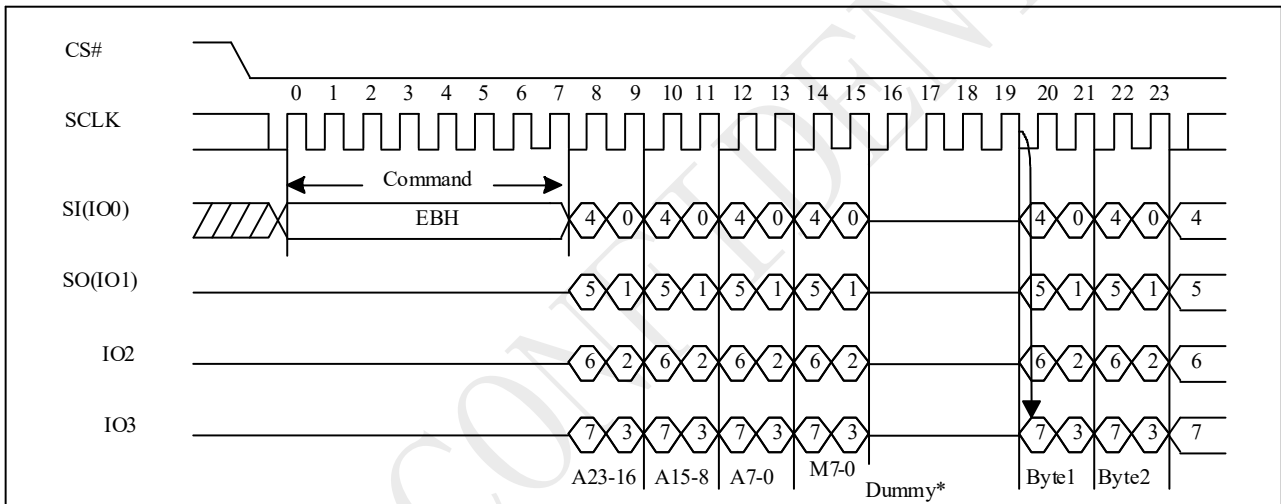 CS#
0 1 2 3 4 5 6 7 8 9 10 11 12 13 14 15 16 17 18 19 20 21 22 23
SCLK
Command
SI(IO0) EBH 4 0 4 0 4 0 4 0 4 0 4 0 4
SO(IO1) 5 1 5 1 5 1 5 1 5 1 5 1 5
IO2 6 2 6 2 6 2 6 2 6 2 6 2 6
IO3 7 3 7 3 7 3 7 3 7 3 7 3 7
A23-16 A15-8 A7-0 M7-0 Dummy* Byte1 Byte2